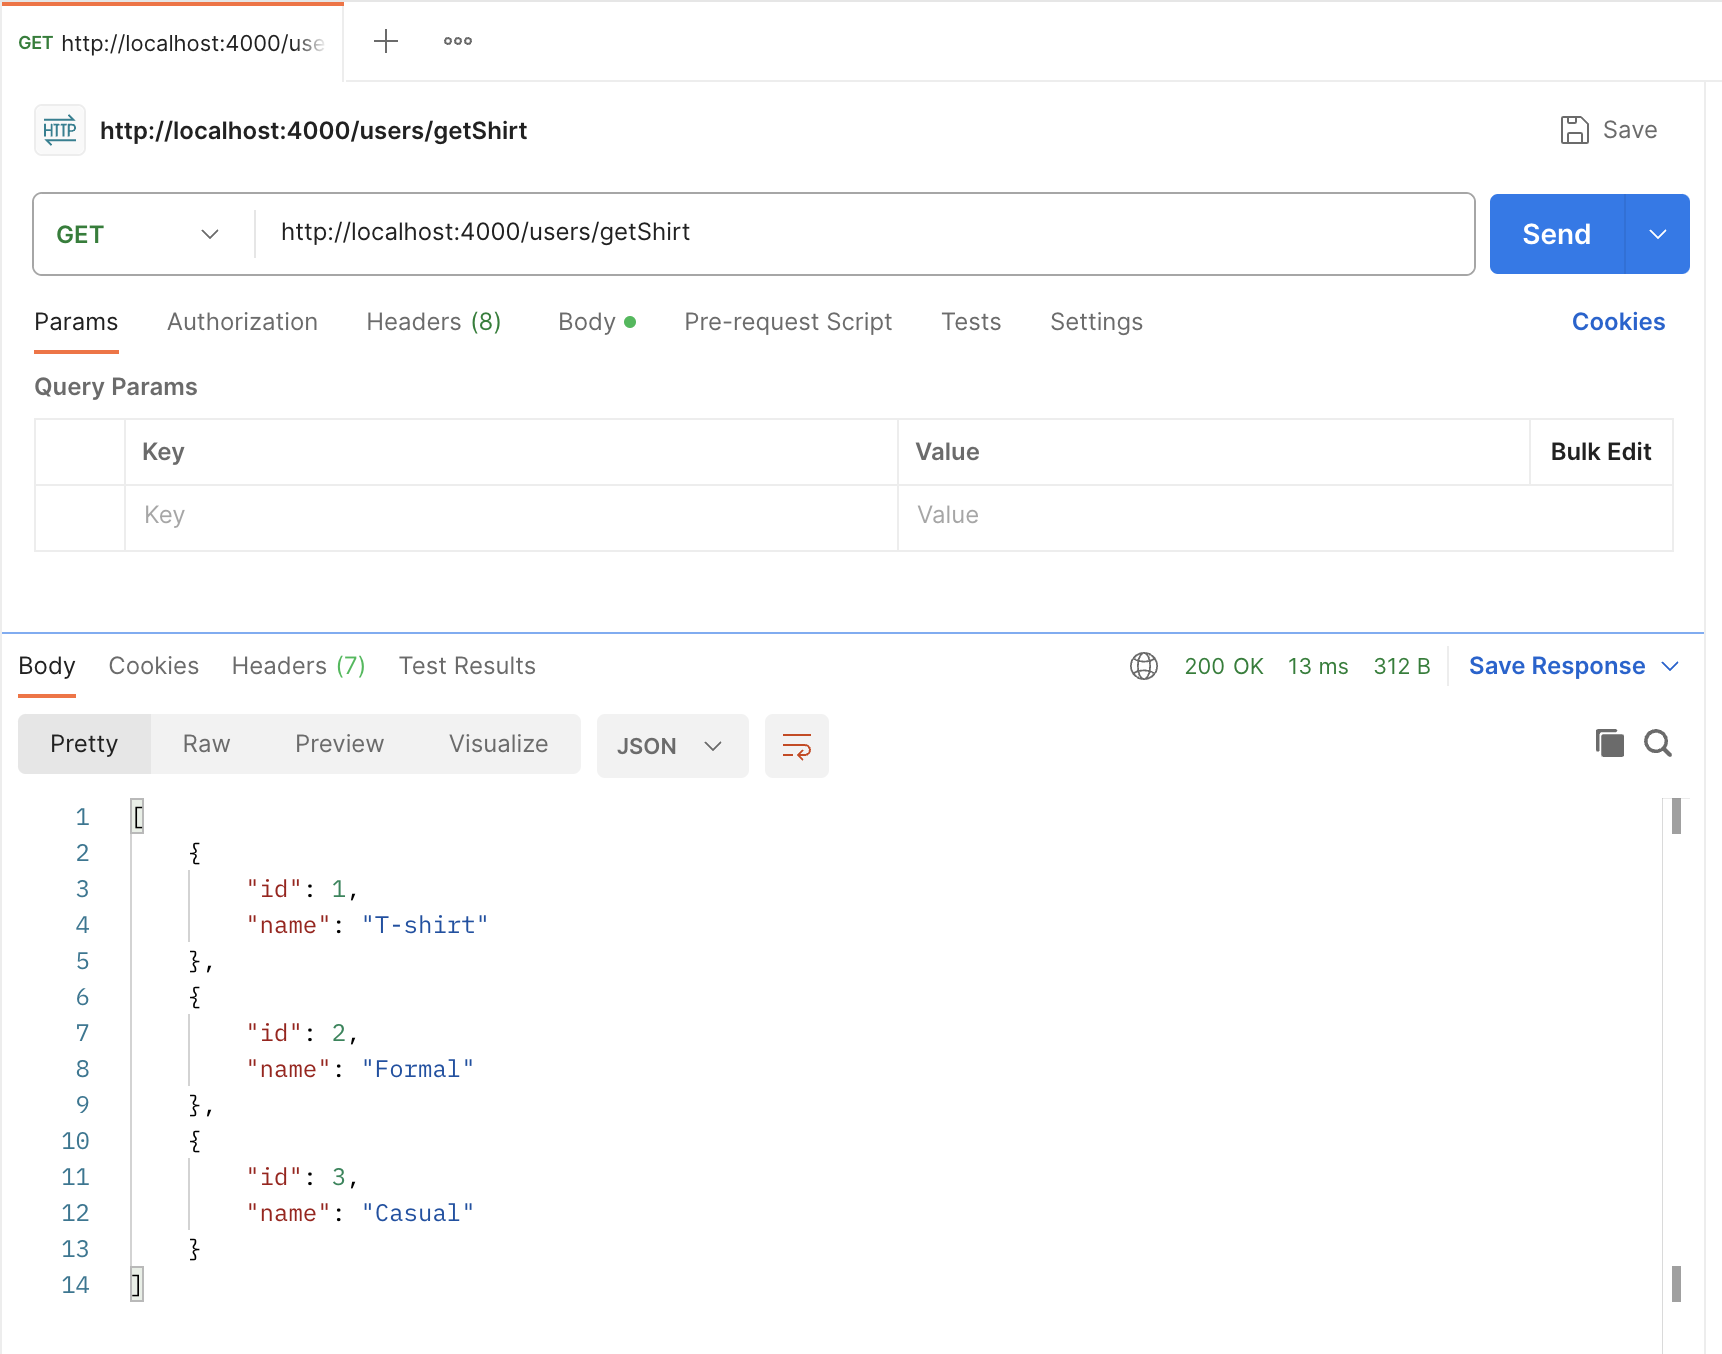 GET http://localhost:4000/use
HTTP http://localhost:4000/users/getShirt Save
GET http://localhost:4000/users/getShirt Send
Params Authorization Headers (8) Body Pre-request Script Tests Settings Cookies
Query Params
Key Value Bulk Edit
Key Value
Body Cookies Headers (7) Test Results 200 OK 13 ms 312 B Save Response
Pretty Raw Preview Visualize JSON
1 [
2 {
3 "id": 1,
4 "name": "T-shirt"
5 },
6 {
7 "id": 2,
8 "name": "Formal"
9 },
10 {
11 "id": 3,
12 "name": "Casual"
13 }
14 ]